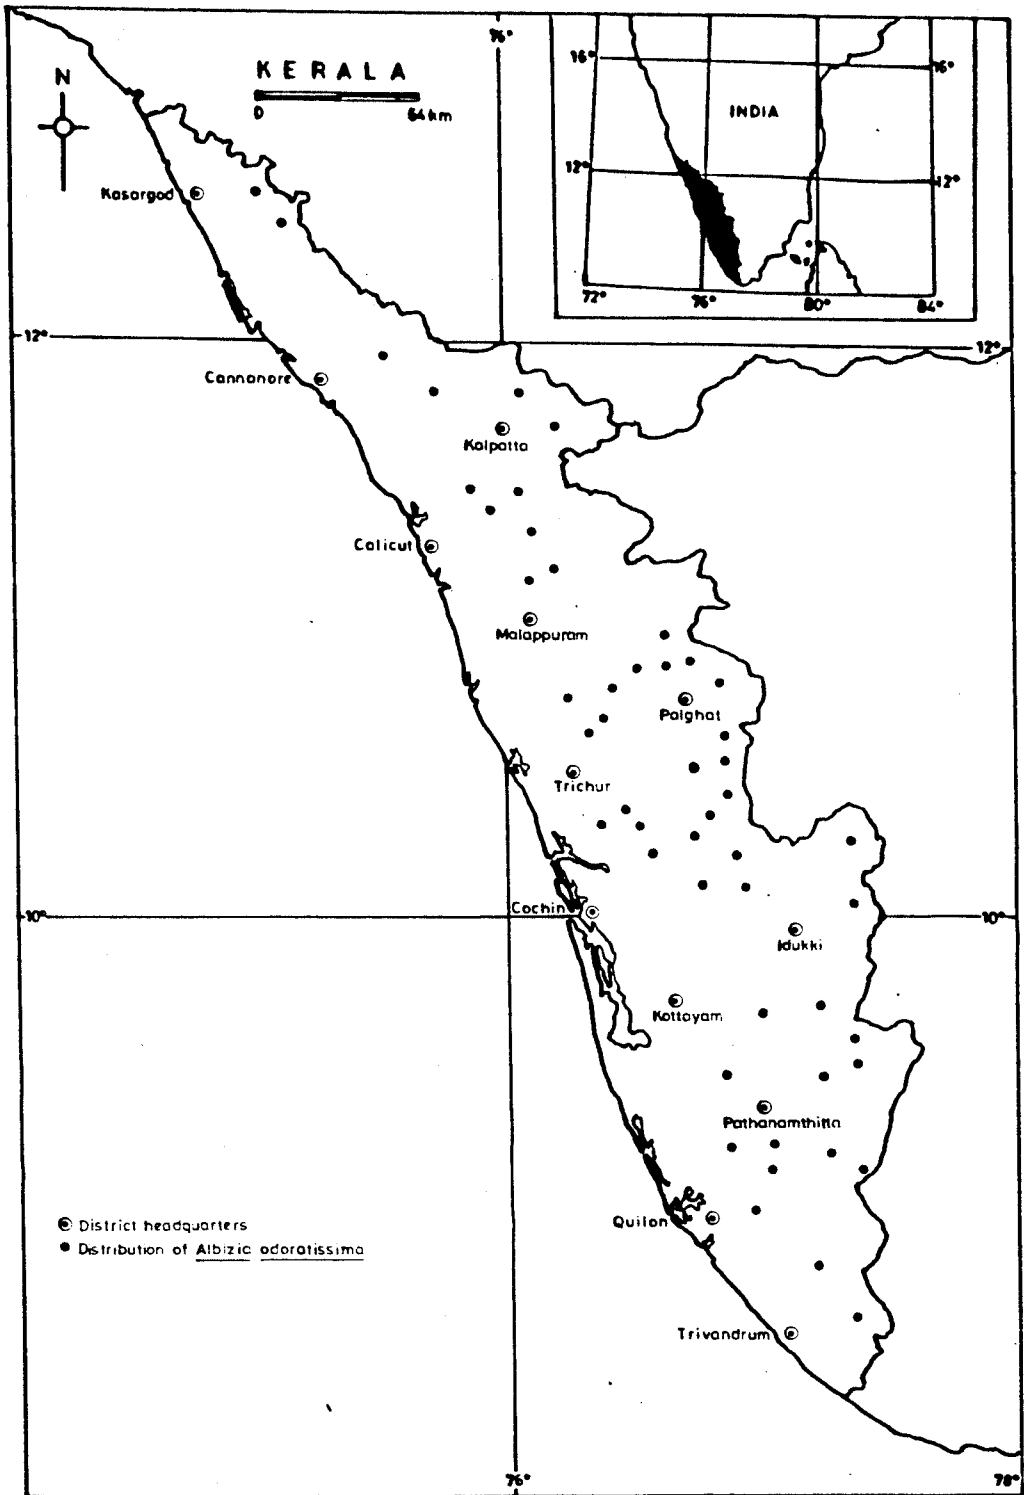 76°
N
KERALA
0 64km
16° 16°
INDIA
12° 12°
72° 76° 80° 84°
Kasargod
12° 12°
Cannanore
Kalpatta
Calicut
Malappuram
Palghat
Trichur
Cochin
10° 10°
Idukki
Kottayam
Pathanamthitta
Quilon
District headquarters
Distribution of Albizia odoratissima
Trivandrum
76° 78°